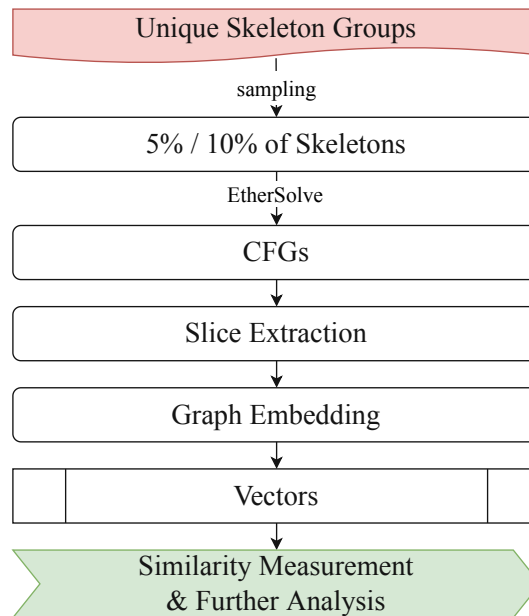 Unique Skeleton Groups
sampling
5% / 10% of Skeletons
EtherSolve
CFGs
Slice Extraction
Graph Embedding
Vectors
Similarity Measurement
& Further Analysis